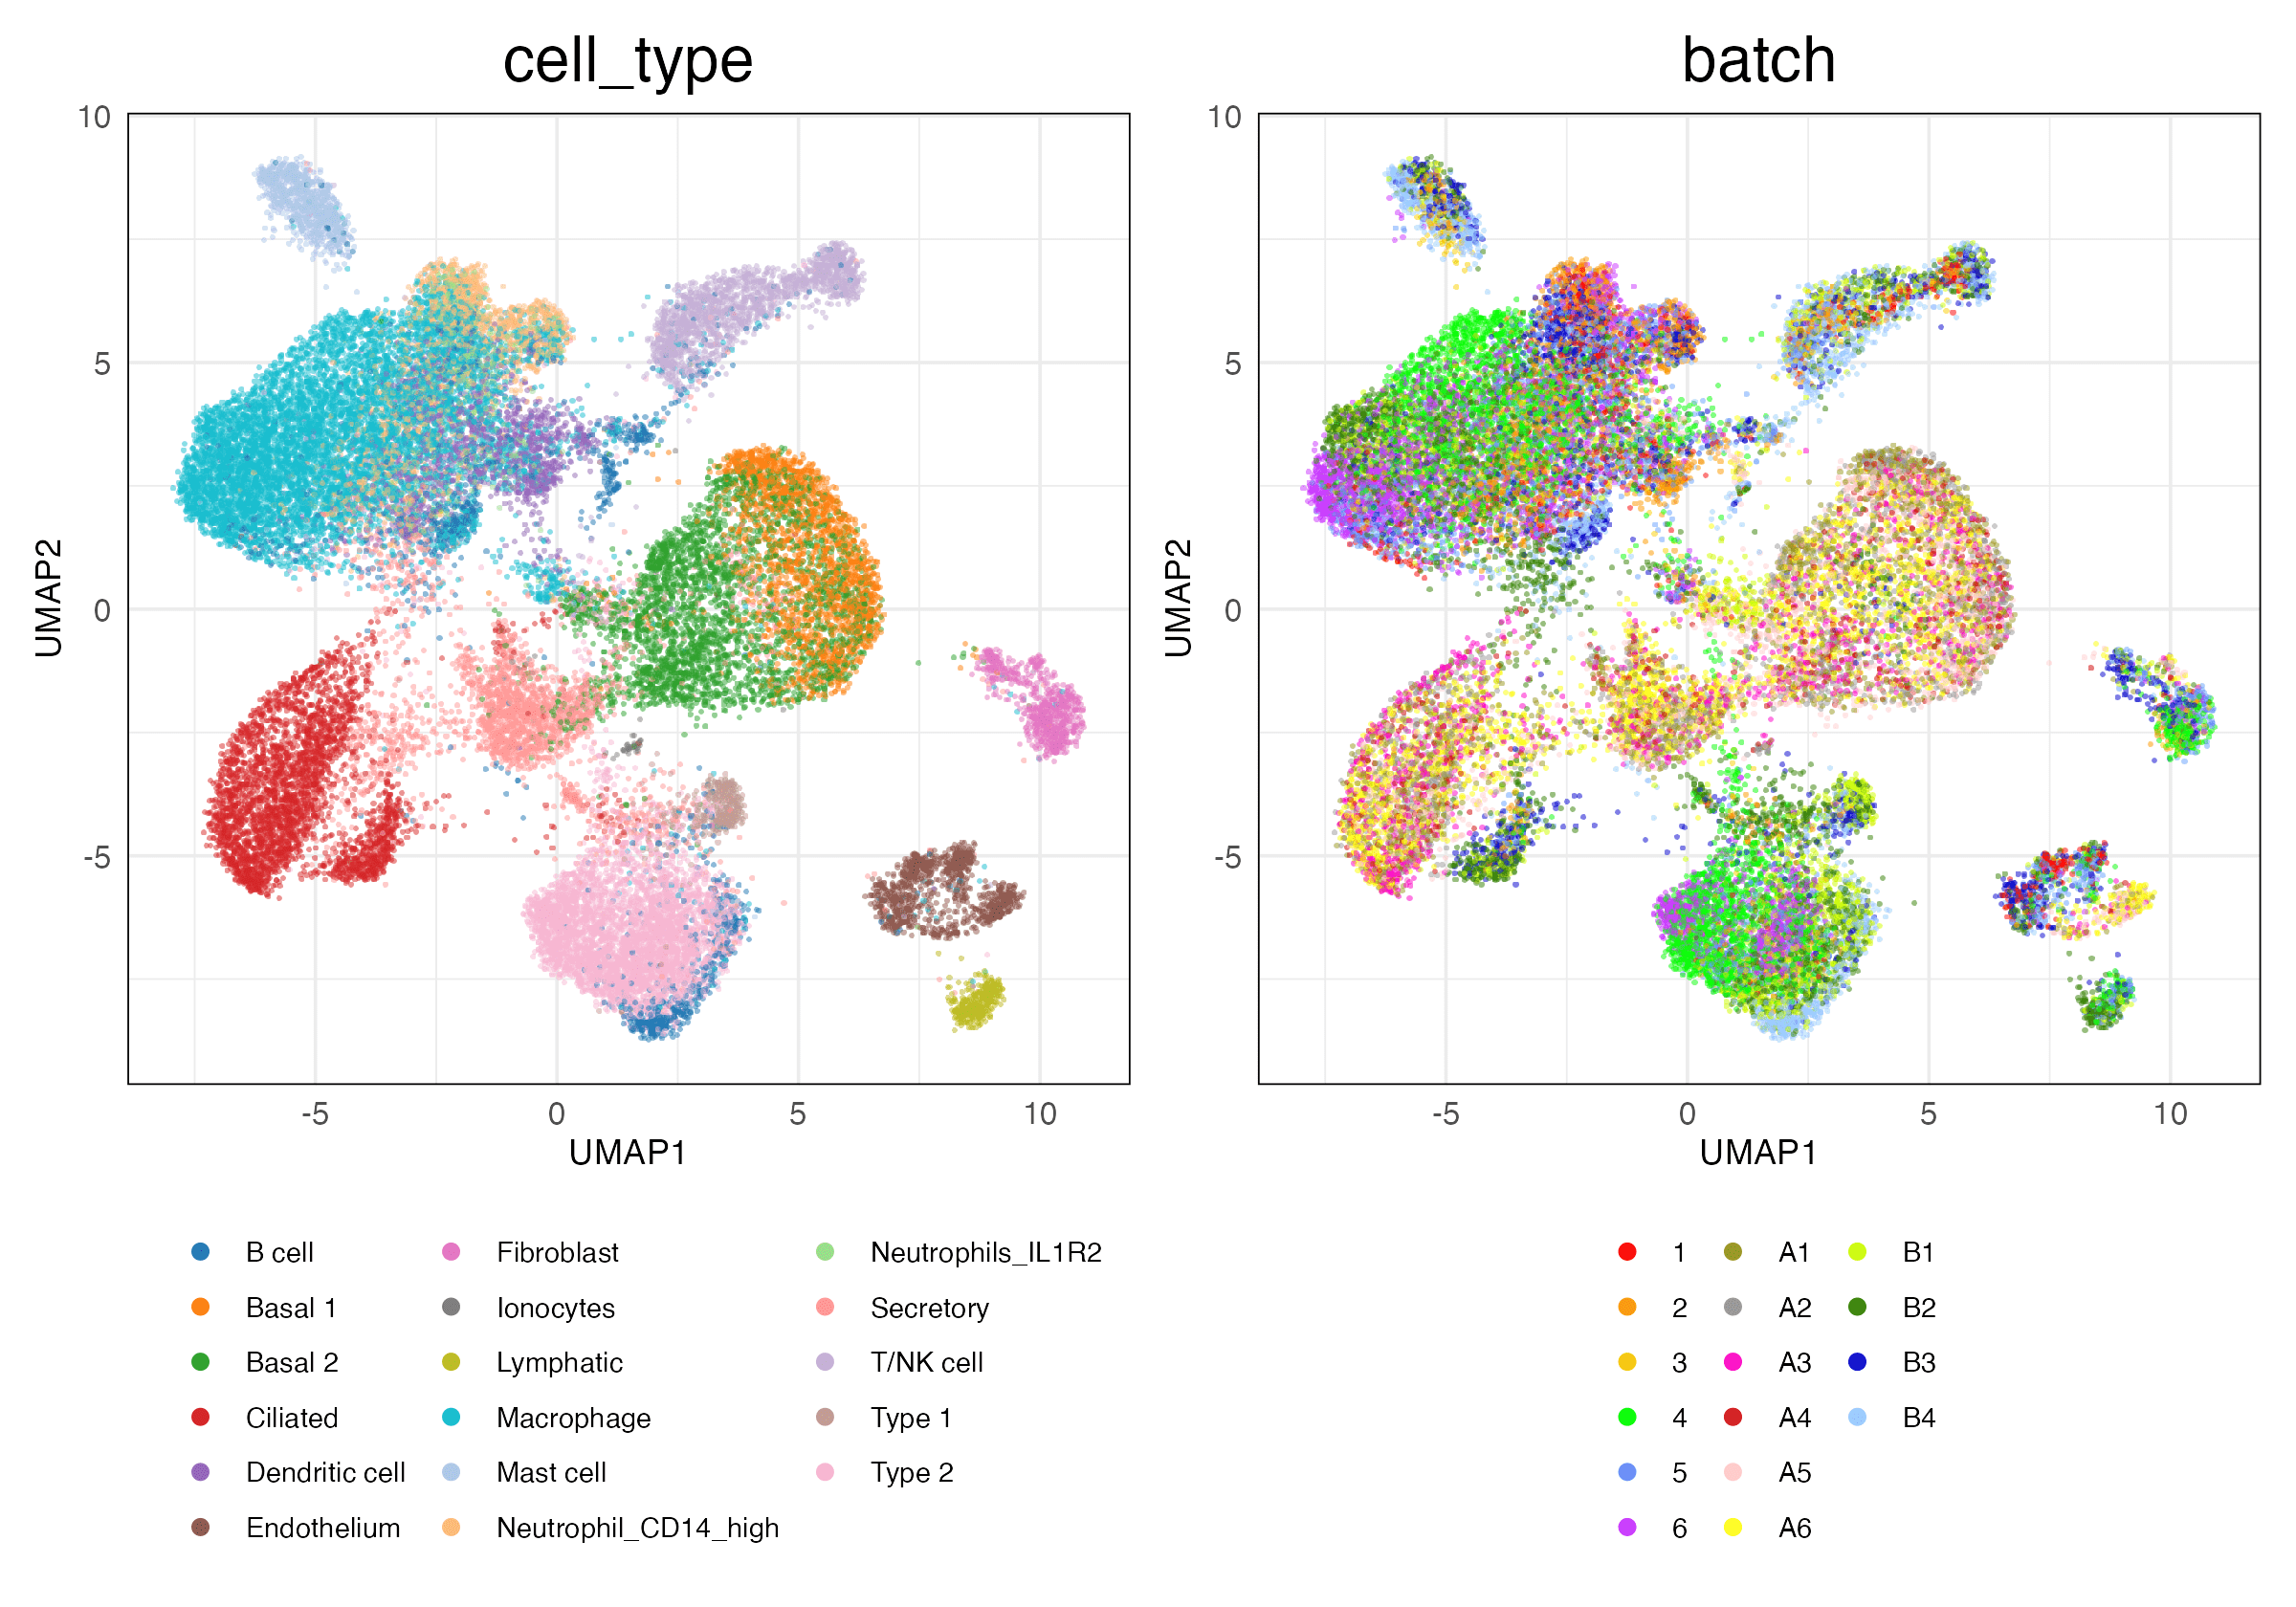 cell_type
10
5
0
-5
UMAP2
-5 0 5 10
UMAP1
B cell
Basal 1
Basal 2
Ciliated
Dendritic cell
Endothelium
Fibroblast
Ionocytes
Lymphatic
Macrophage
Mast cell
Neutrophil_CD14_high
Neutrophils_IL1R2
Secretory
T/NK cell
Type 1
Type 2
batch
10
5
0
-5
UMAP2
-5 0 5 10
UMAP1
1
2
3
4
5
6
A1
A2
A3
A4
A5
A6
B1
B2
B3
B4